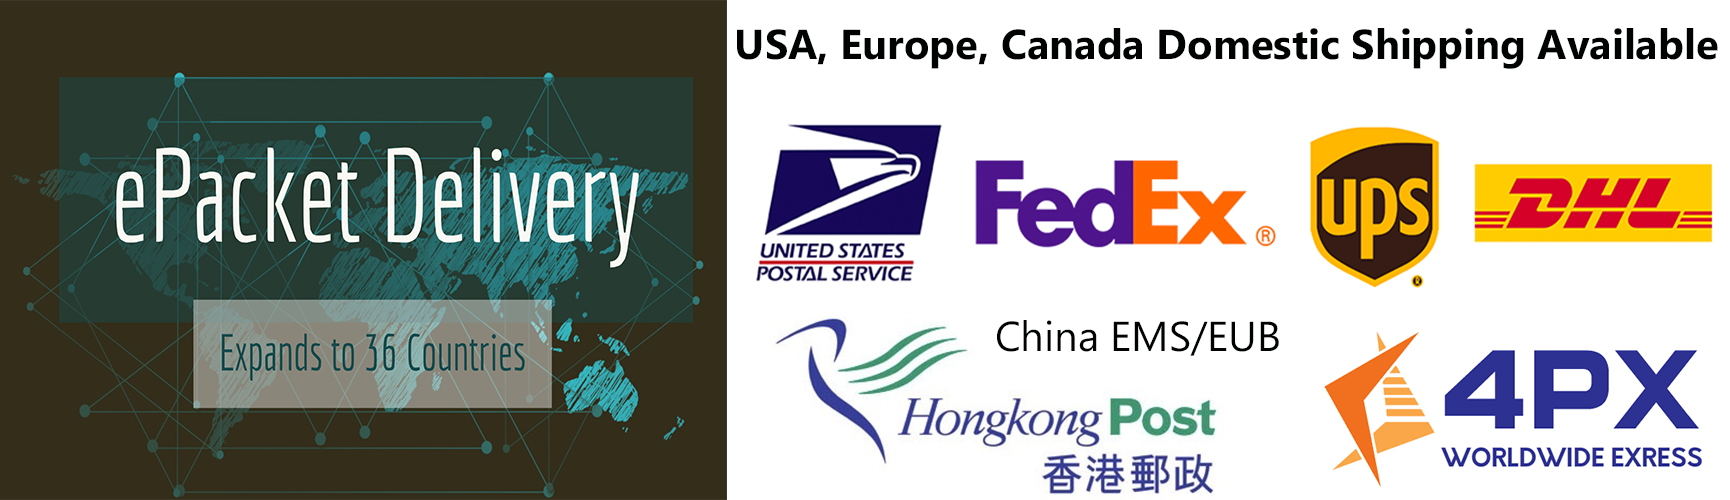 ePacket Delivery
Expands to 36 Countries
USA, Europe, Canada Domestic Shipping Available
UNITED STATES
POSTAL SERVICE
FedEx®
ups
®
DHL
China EMS/EUB
Hongkong Post
香港郵政
4PX
WORLDWIDE EXRESS